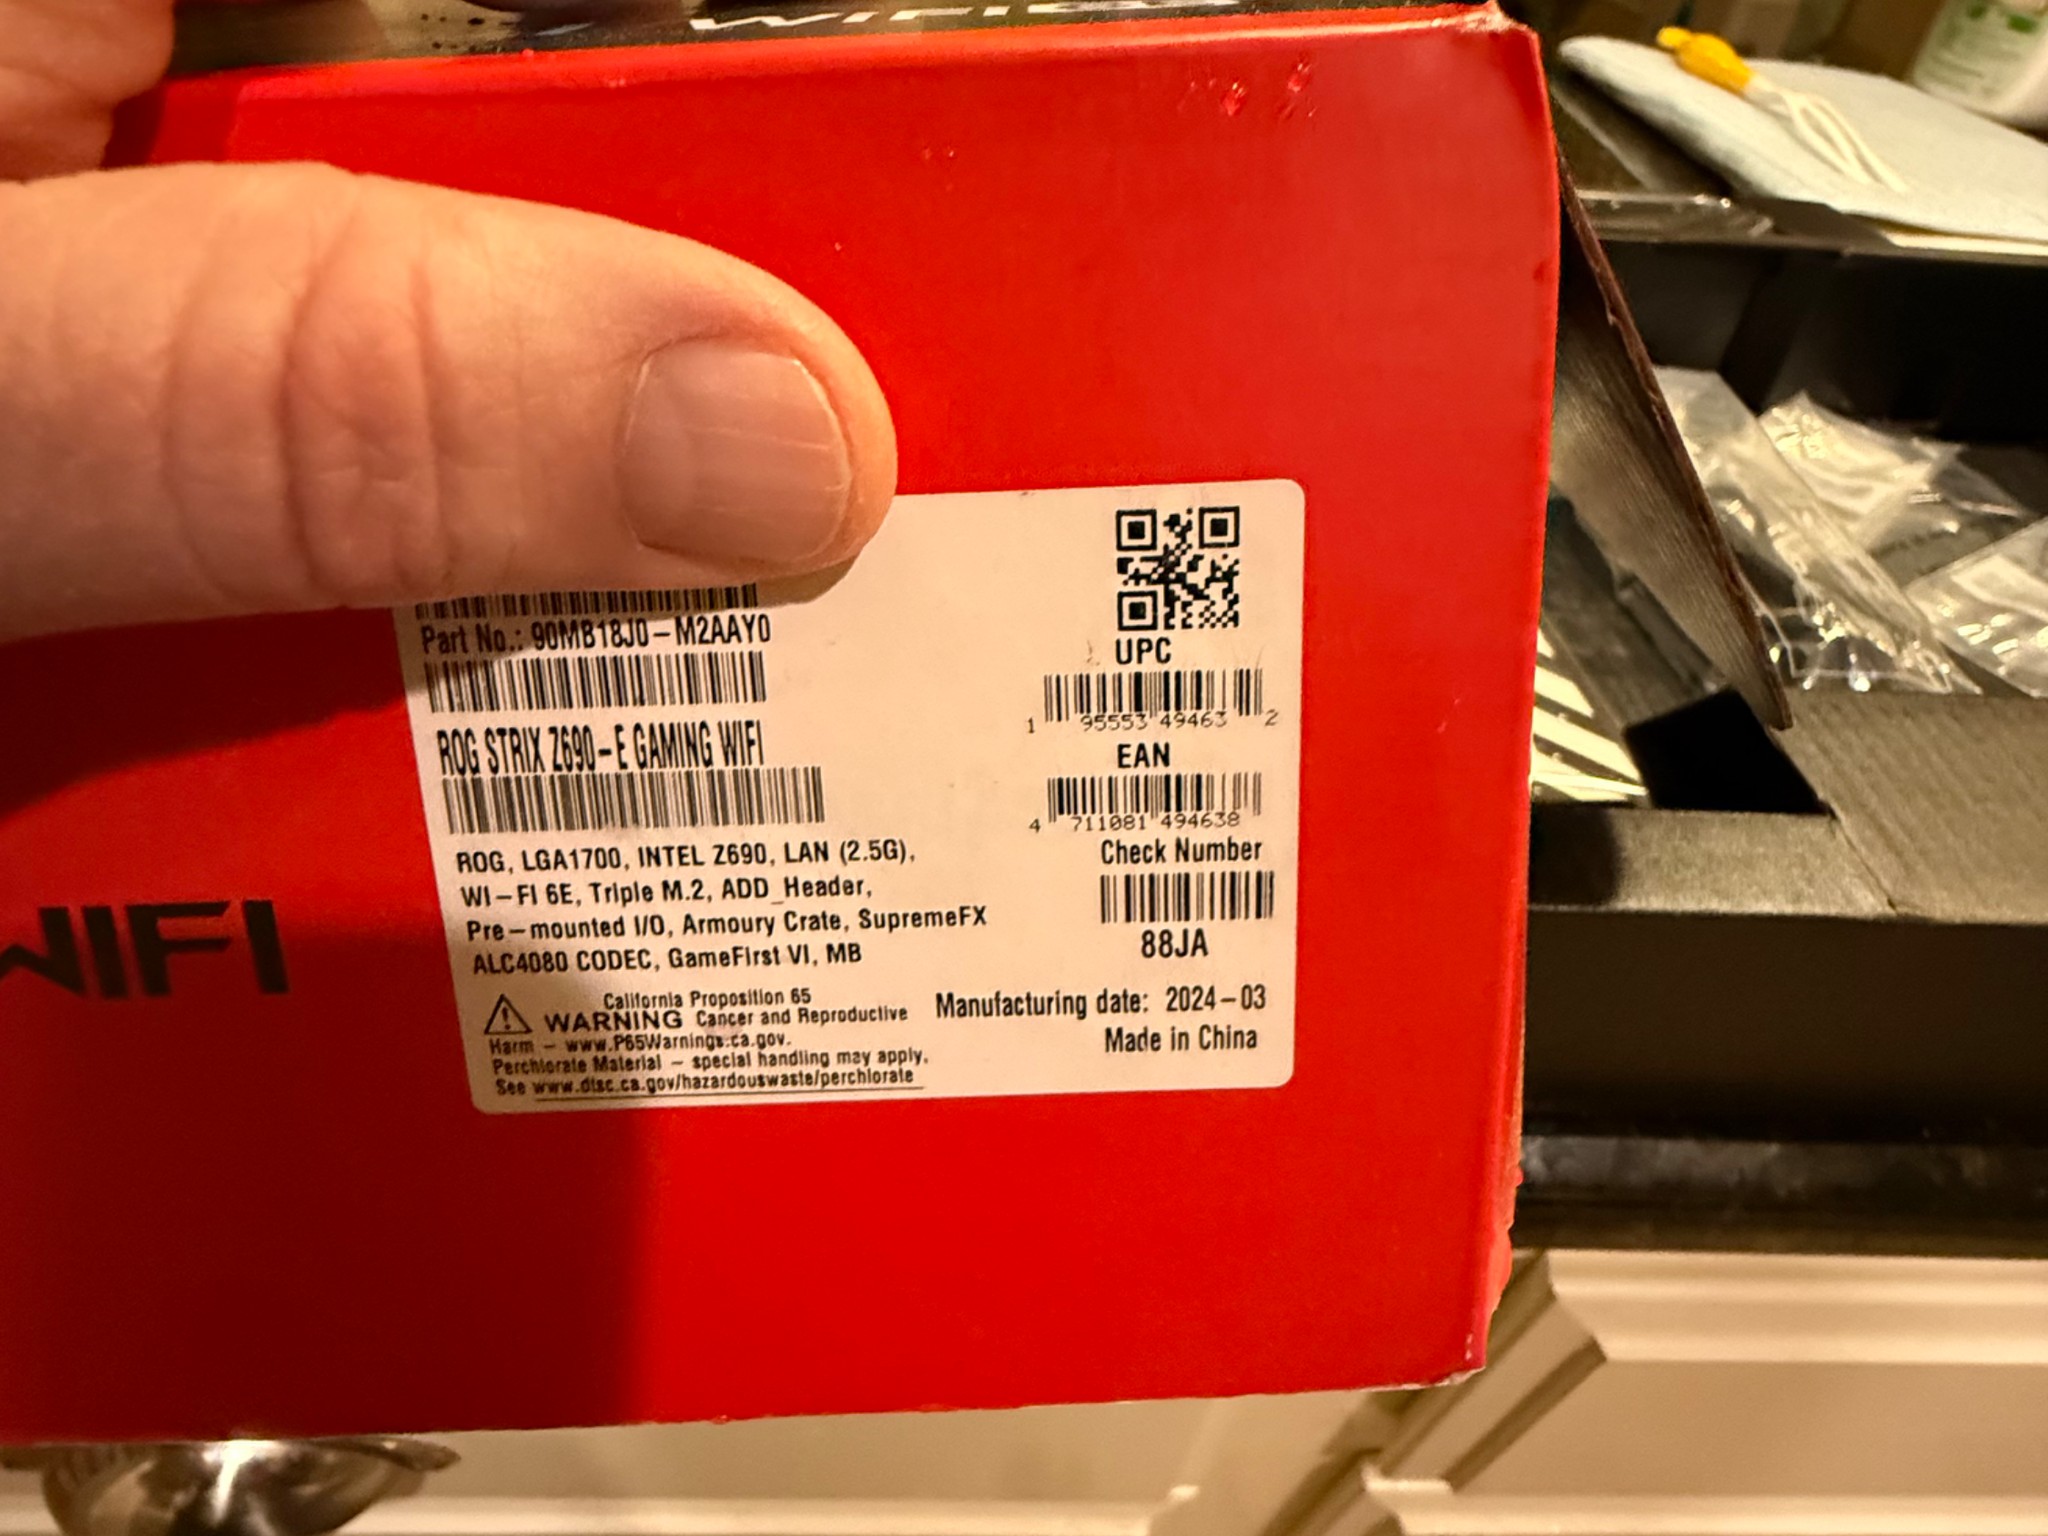 WIFI
Part No.: 90MB18J0-M2AAY0
ROG STRIX Z690-E GAMING WIFI
ROG, LGA1700, INTEL Z690, LAN (2.5G),
WI-FI 6E, Triple M.2, ADD_Header,
Pre-mounted I/O, Armoury Crate, SupremeFX
ALC4080 CODEC, GameFirst VI, MB
California Proposition 65
WARNING Cancer and Reproductive
Harm - www.P65Warnings.ca.gov.
Perchlorate Material - special handling may apply.
See www.dtsc.ca.gov/hazardouswaste/perchlorate
UPC
1 95553 49463 2
EAN
4 711081 494638
Check Number
88JA
Manufacturing date: 2024-03
Made in China
WIFI